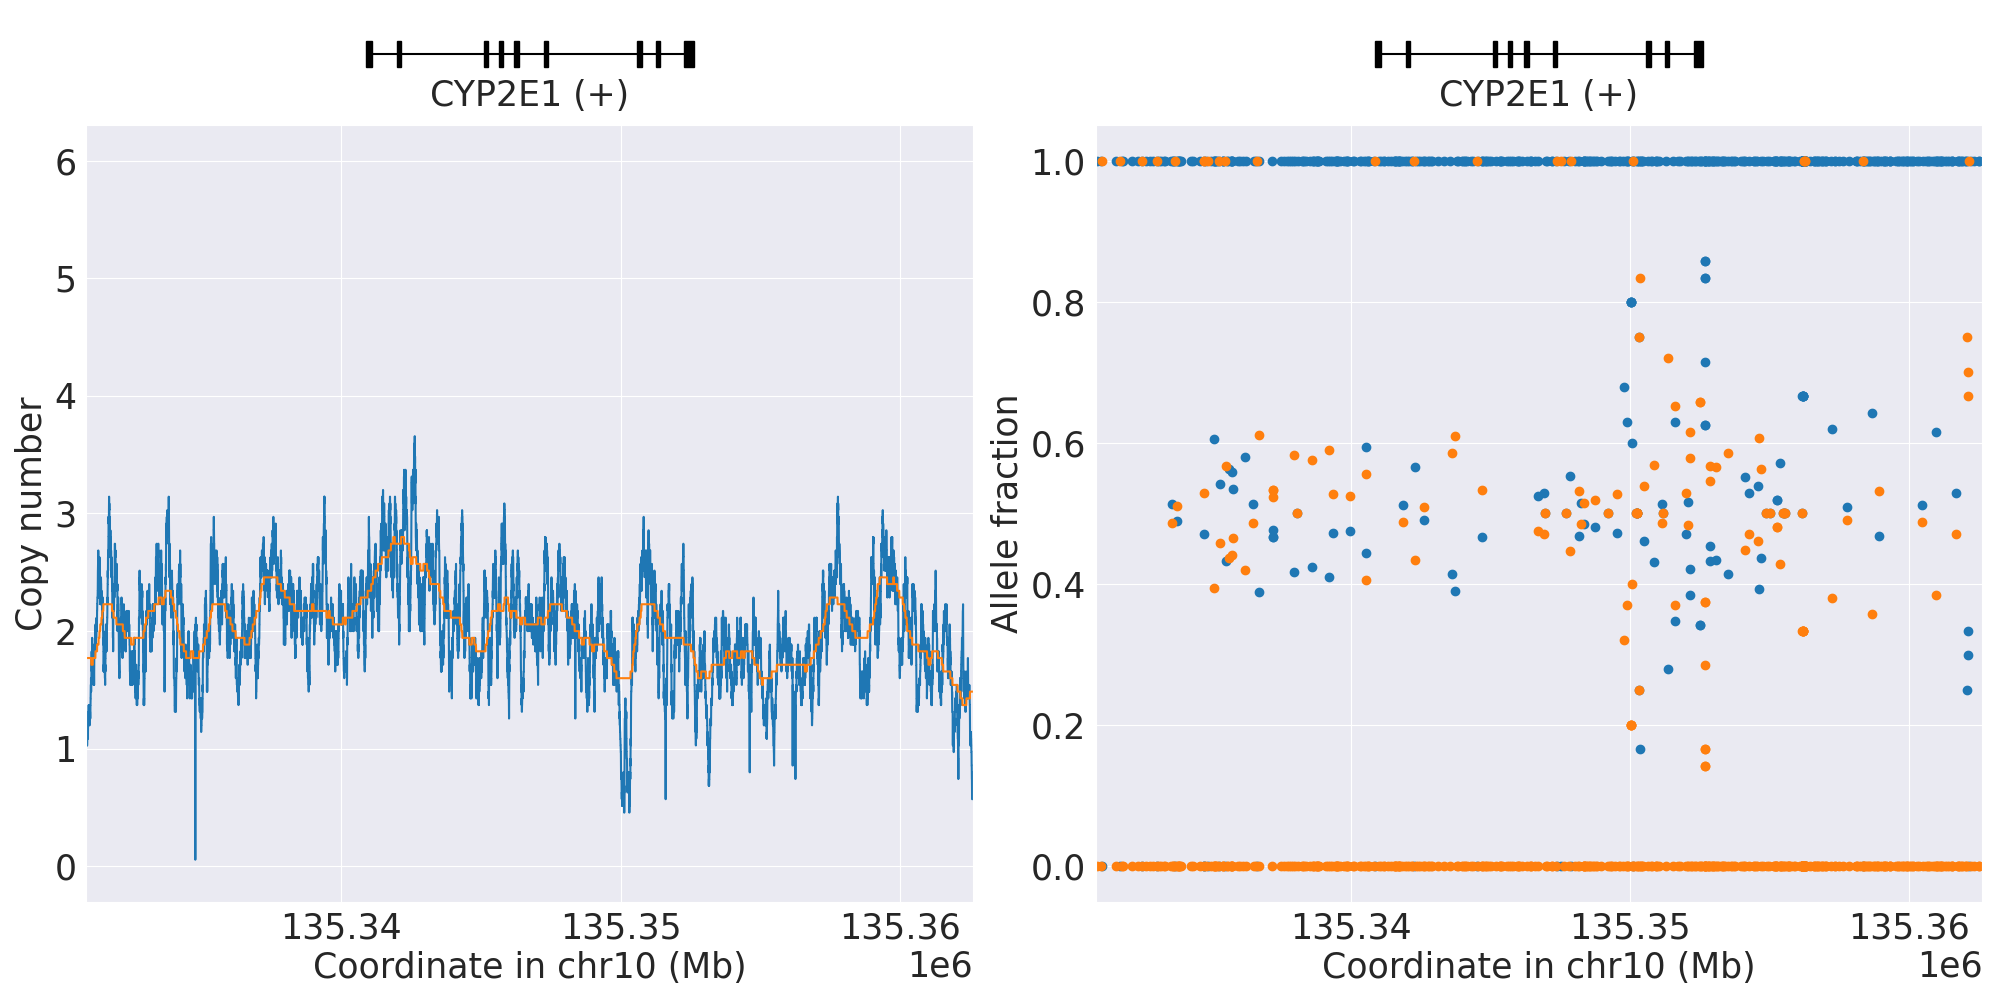 CYP2E1 (+)
6
5
4
3
2
1
0
Copy number
135.34 135.35 135.36
Coordinate in chr10 (Mb)
1e6
CYP2E1 (+)
1.0
0.8
0.6
0.4
0.2
0.0
Allele fraction
135.34 135.35 135.36
Coordinate in chr10 (Mb)
1e6